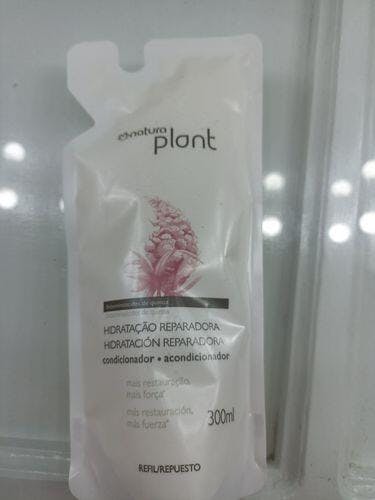 natura
plant
HIDRATAÇÃO REPARADORA
HIDRATACIÓN REPARADORA
condicionador • acondicionador
mais restauração,
mais força*
más restauración,
más fuerza*
300ml
REFIL/REPUESTO